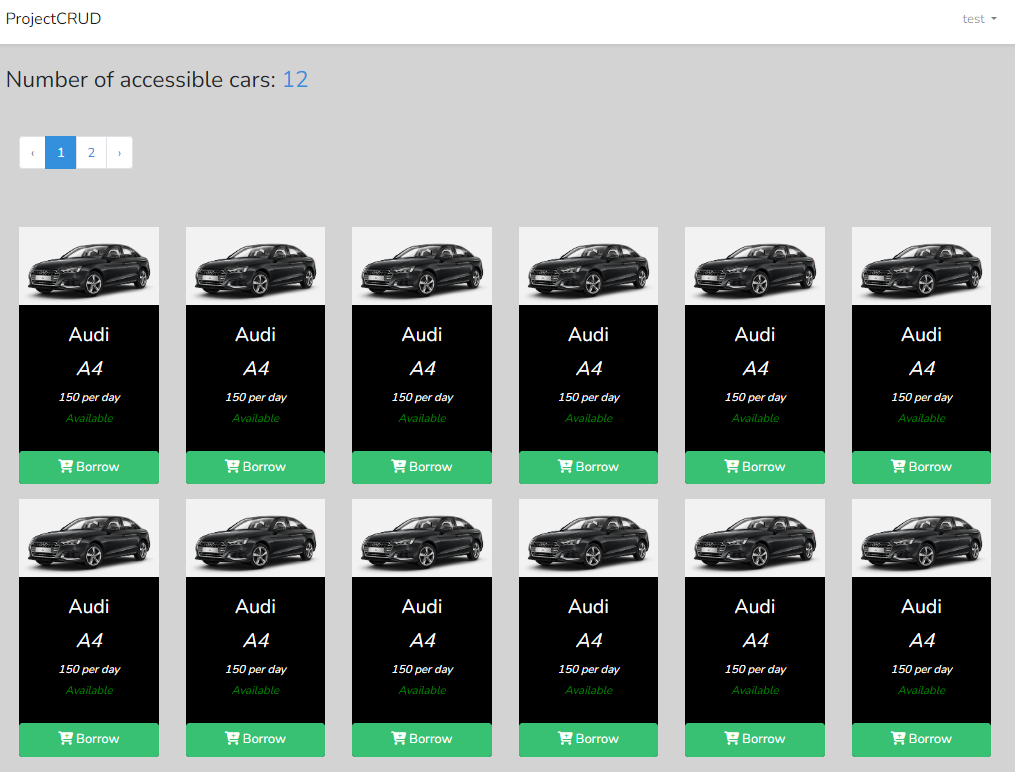 ProjectCRUD test
Number of accessible cars: 12
‹ 1 2 ›
Audi Audi Audi Audi Audi Audi
A4 A4 A4 A4 A4 A4
150 per day 150 per day 150 per day 150 per day 150 per day 150 per day
Available Available Available Available Available Available
Borrow Borrow Borrow Borrow Borrow Borrow
Audi Audi Audi Audi Audi Audi
A4 A4 A4 A4 A4 A4
150 per day 150 per day 150 per day 150 per day 150 per day 150 per day
Available Available Available Available Available Available
Borrow Borrow Borrow Borrow Borrow Borrow